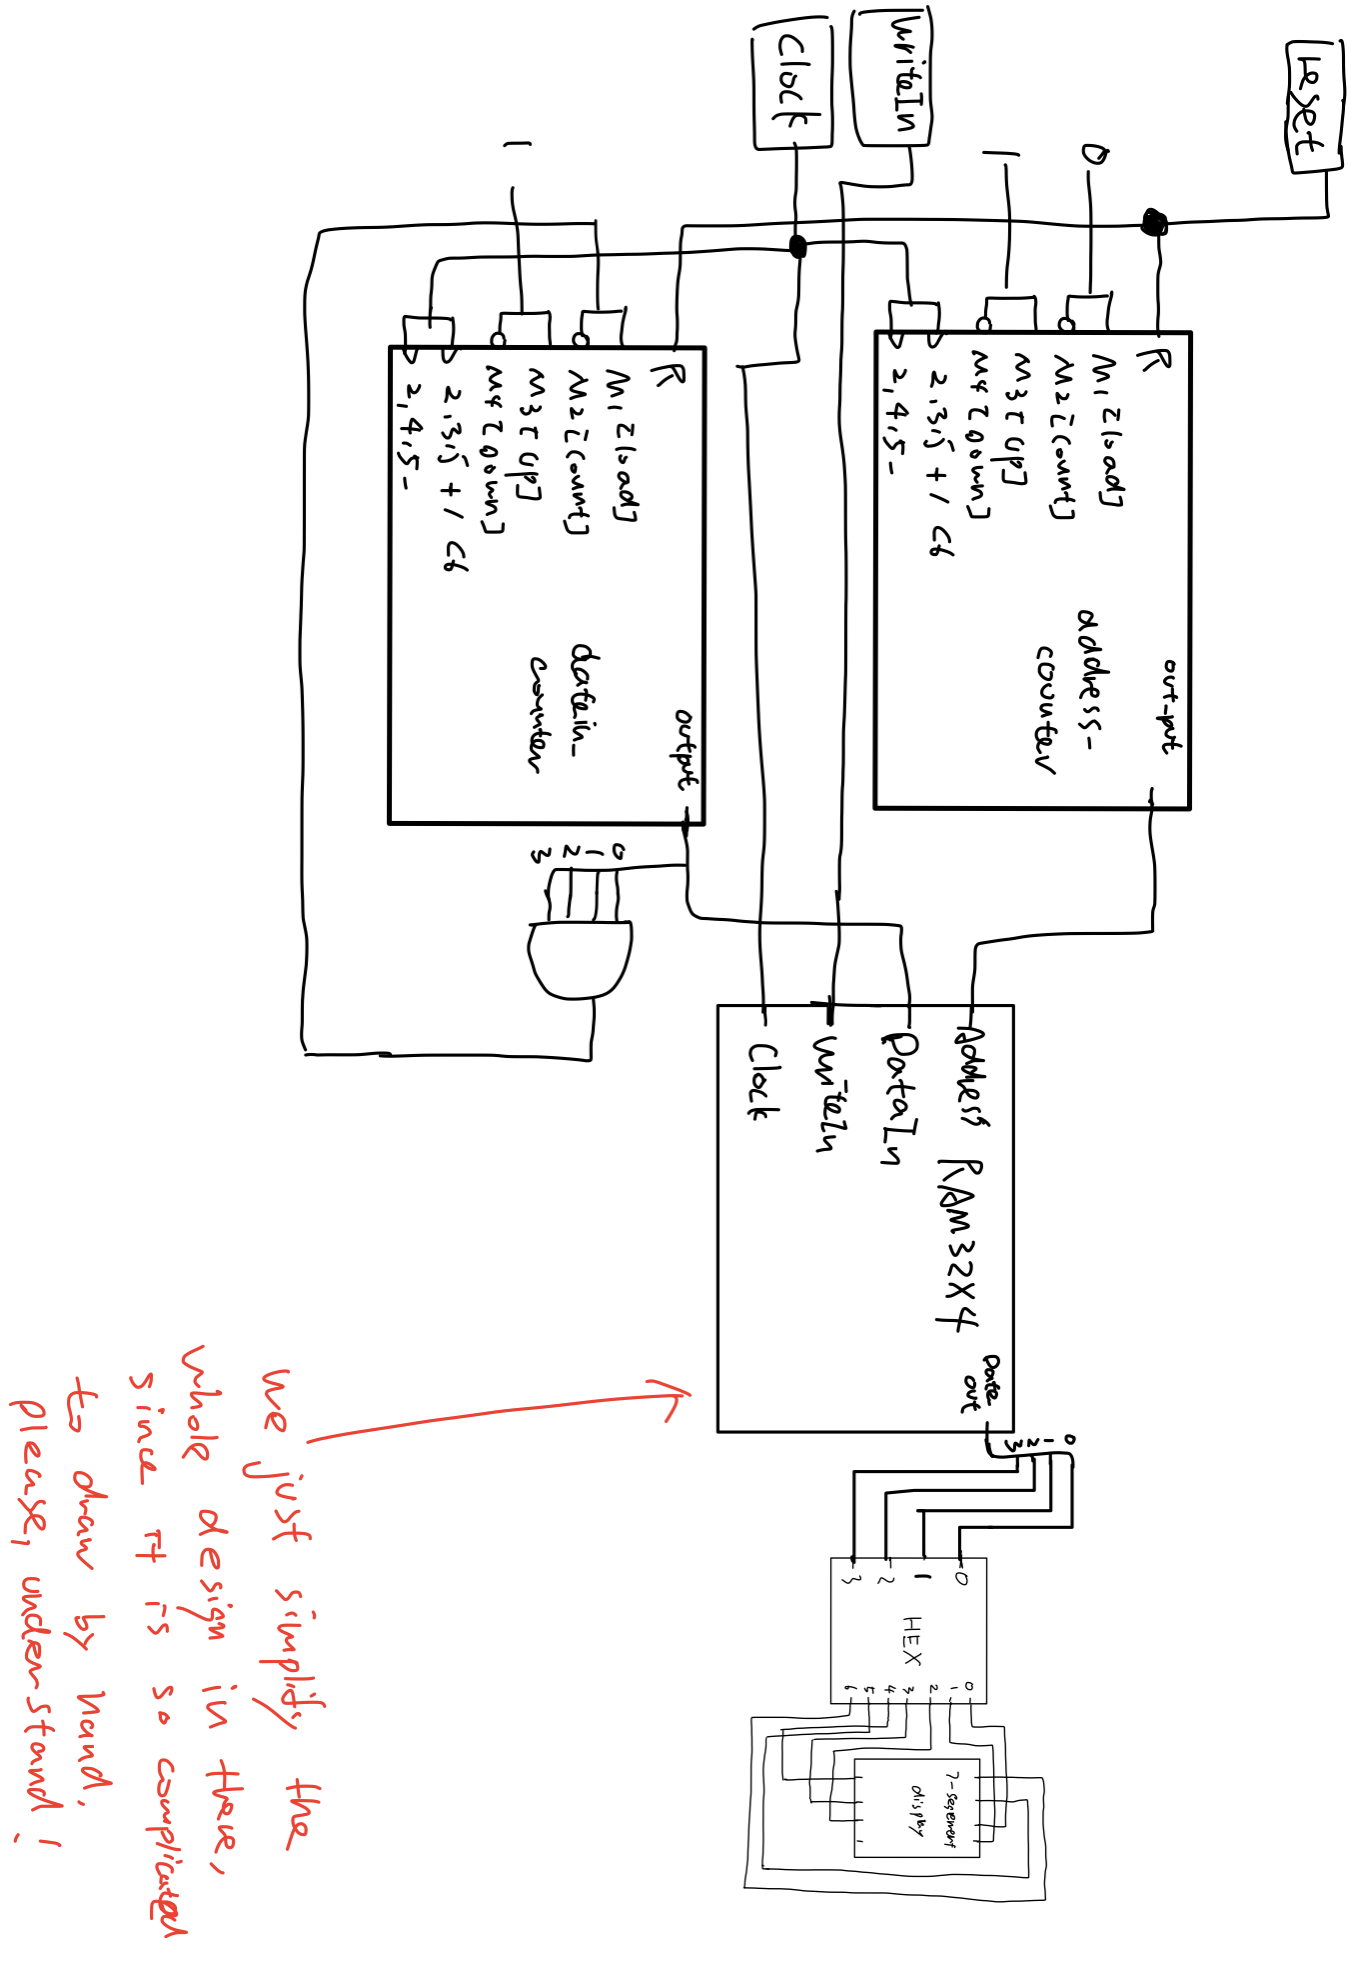 reset
WriteIn
Clock
0
1
1
R
M1[load]
M2[count]
M3[up]
M4[down]
2,3,5+/C6
2,4,5-
address-
counter
out-put
R
M1[load]
M2[count]
M3[up]
M4[down]
2,3,5+/C6
2,4,5-
datain-
counter
output
0
1
2
3
Address
DataIn
WriteIn
Clock
RAM32X4
Data
out
0
1
2
3
0
1
2
3
HEX
0
1
2
3
4
5
6
7-segement
display
we just simplify the
whole design in there,
since it is so complicated
to draw by hand.
please, understand!